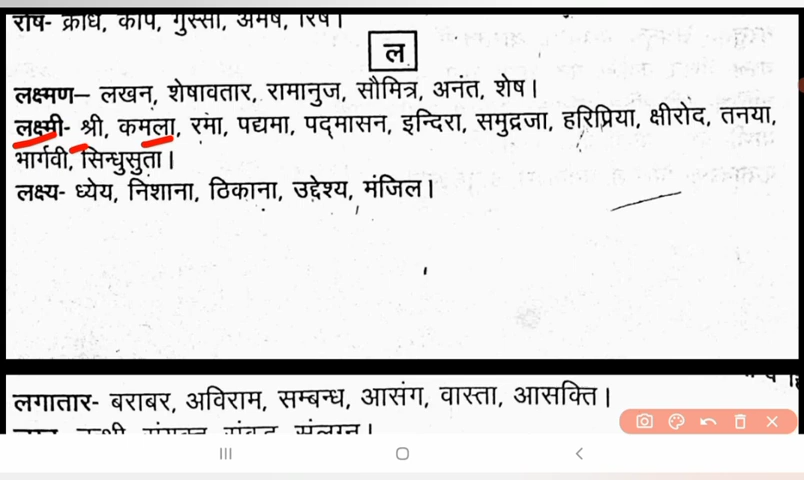 रोष- क्रोध, कोप, गुस्सा, अमर्ष, रिष।
ल
लक्ष्मण– लखन, शेषावतार, रामानुज, सौमित्र, अनंत, शेष।
लक्ष्मी- श्री, कमला, रमा, पद्यमा, पद्मासन, इन्दिरा, समुद्रजा, हरिप्रिया, क्षीरोद, तनया,
भार्गवी, सिन्धुसुता।
लक्ष्य- ध्येय, निशाना, ठिकाना, उद्देश्य, मंजिल।
लगातार- बराबर, अविराम, सम्बन्ध, आसंग, वास्ता, आसक्ति।